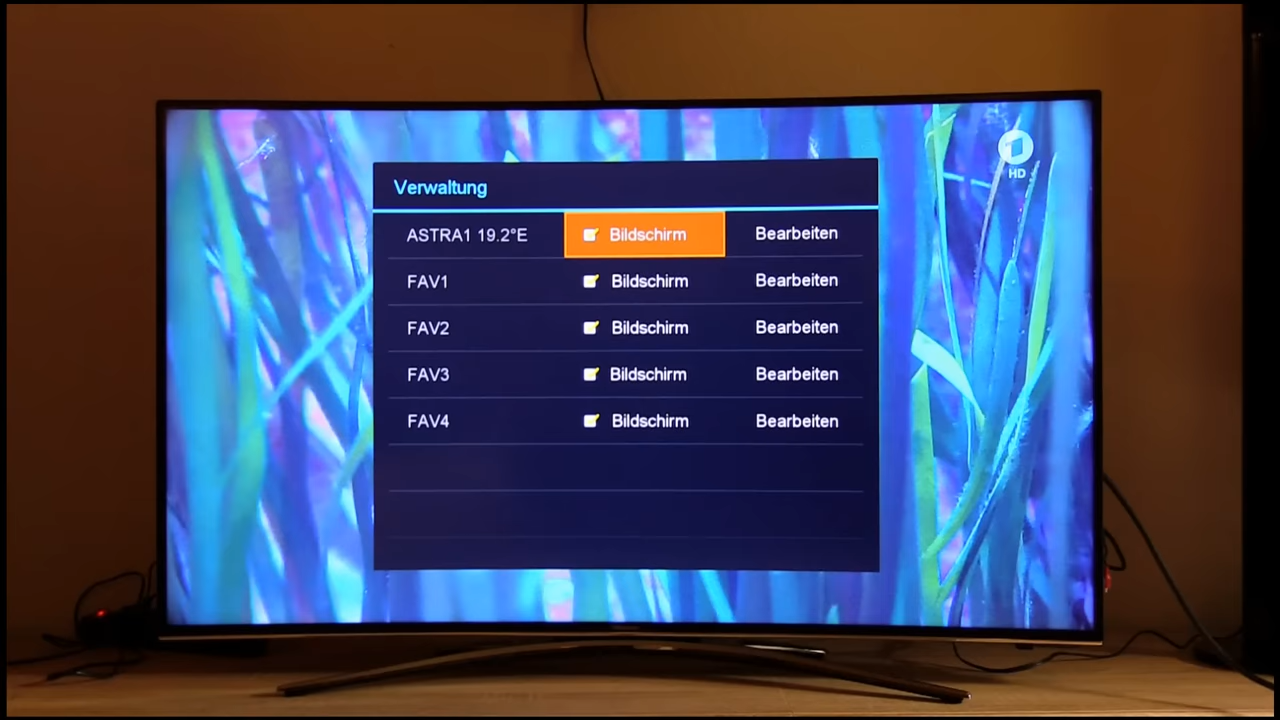 1
HD
Verwaltung
ASTRA1 19.2°E Bildschirm Bearbeiten
FAV1 Bildschirm Bearbeiten
FAV2 Bildschirm Bearbeiten
FAV3 Bildschirm Bearbeiten
FAV4 Bildschirm Bearbeiten